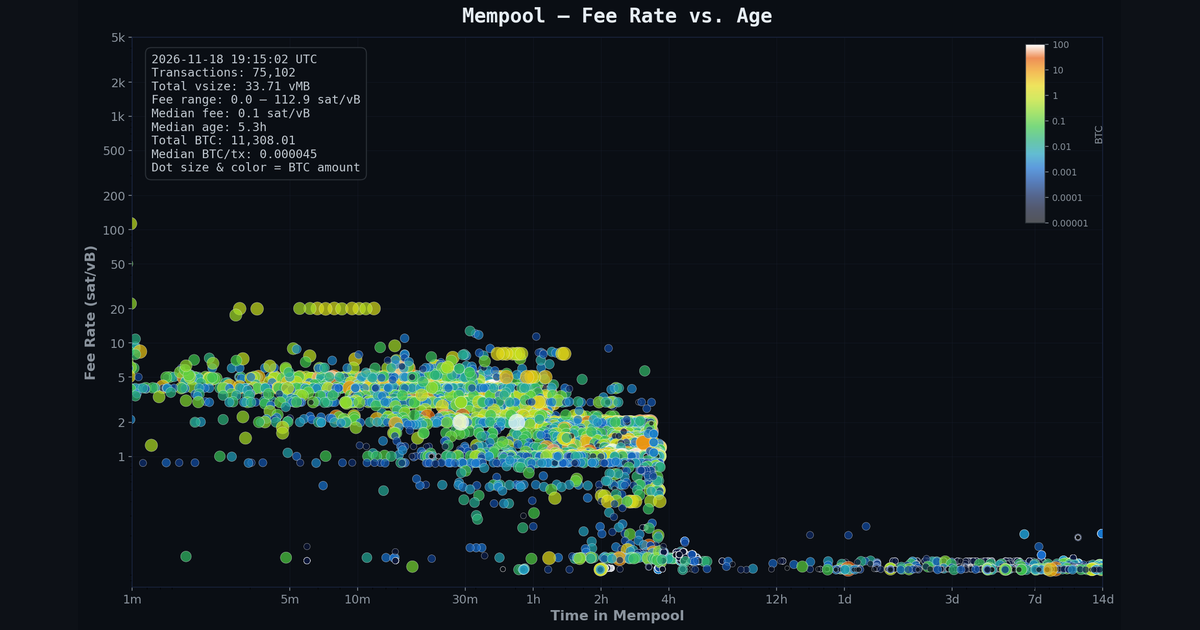 Mempool — Fee Rate vs. Age
5k
2k
1k
500
200
100
50
20
10
5
2
1
Fee Rate (sat/vB)
2026-11-18 19:15:02 UTC
Transactions: 75,102
Total vsize: 33.71 vMB
Fee range: 0.0 — 112.9 sat/vB
Median fee: 0.1 sat/vB
Median age: 5.3h
Total BTC: 11,308.01
Median BTC/tx: 0.000045
Dot size & color = BTC amount
100
10
1
0.1
0.01
0.001
0.0001
0.00001
BTC
1m
5m
10m
30m
1h
2h
4h
12h
1d
3d
7d
14d
Time in Mempool